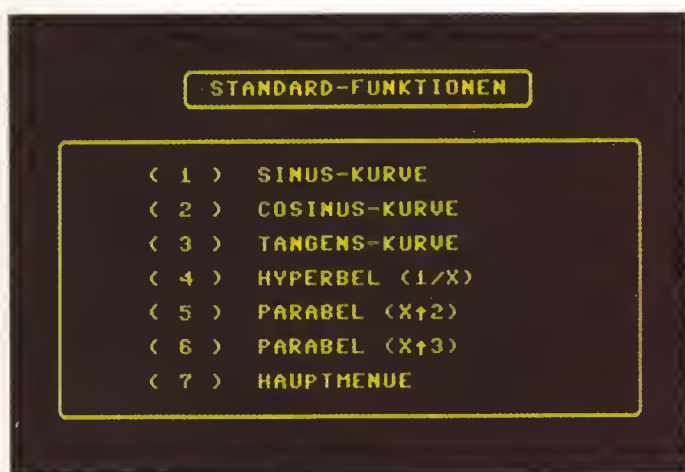 STANDARD-FUNKTIONEN
( 1 ) SINUS-KURVE
( 2 ) COSINUS-KURVE
( 3 ) TANGENS-KURVE
( 4 ) HYPERBEL (1/X)
( 5 ) PARABEL (X↑2)
( 6 ) PARABEL (X↑3)
( 7 ) HAUPTMENUE